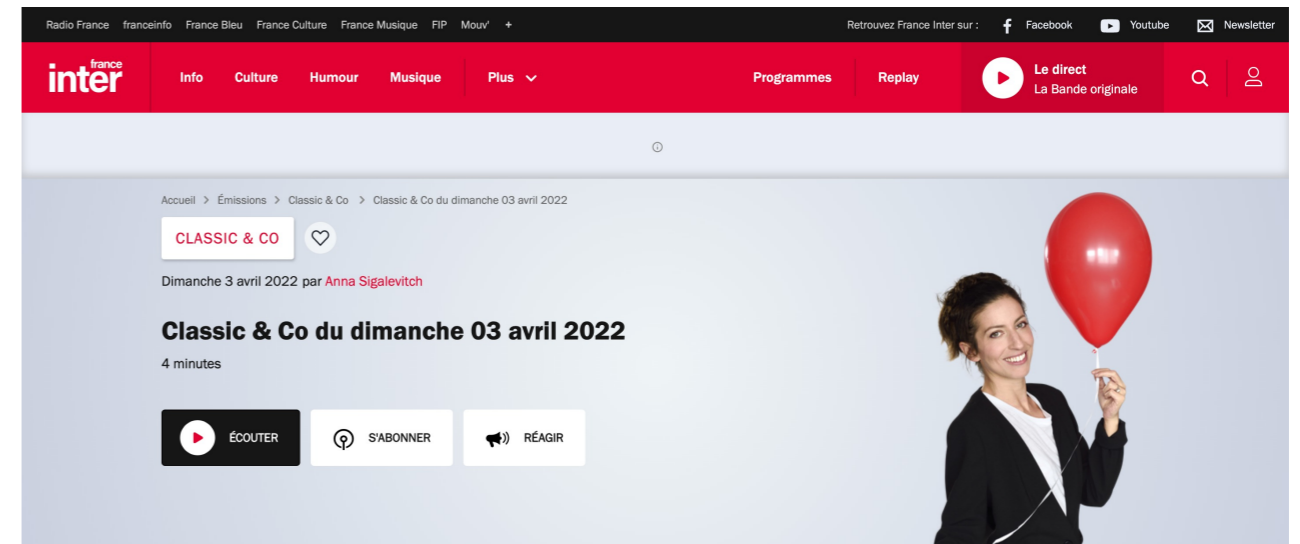 Radio France franceinfo France Bleu France Culture France Musique FIP Mouv' + Retrouvez France Inter sur : Facebook Youtube Newsletter
france
inter
Info Culture Humour Musique Plus Programmes Replay
Le direct
La Bande originale
Accueil > Émissions > Classic & Co > Classic & Co du dimanche 03 avril 2022
CLASSIC & CO
Dimanche 3 avril 2022 par Anna Sigalevitch
Classic & Co du dimanche 03 avril 2022
4 minutes
ÉCOUTER S'ABONNER RÉAGIR